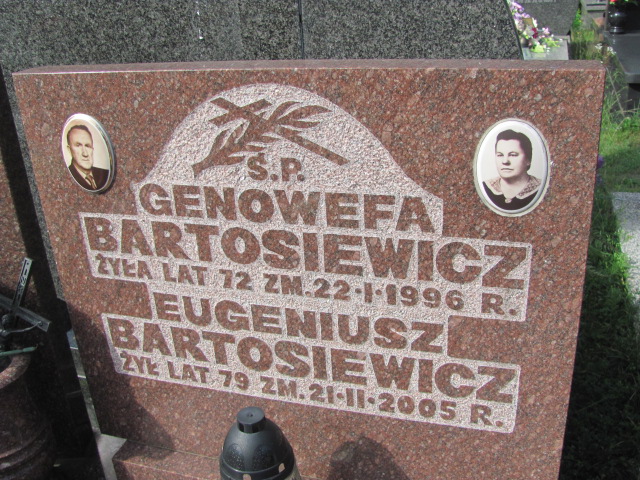 Ś.P.
GENOWEFA
BARTOSIEWICZ
ŻYŁA LAT 72 ZM.22·I·1996 R.
EUGENIUSZ
BARTOSIEWICZ
ŻYŁ LAT 79 ZM.21·II·2005 R.